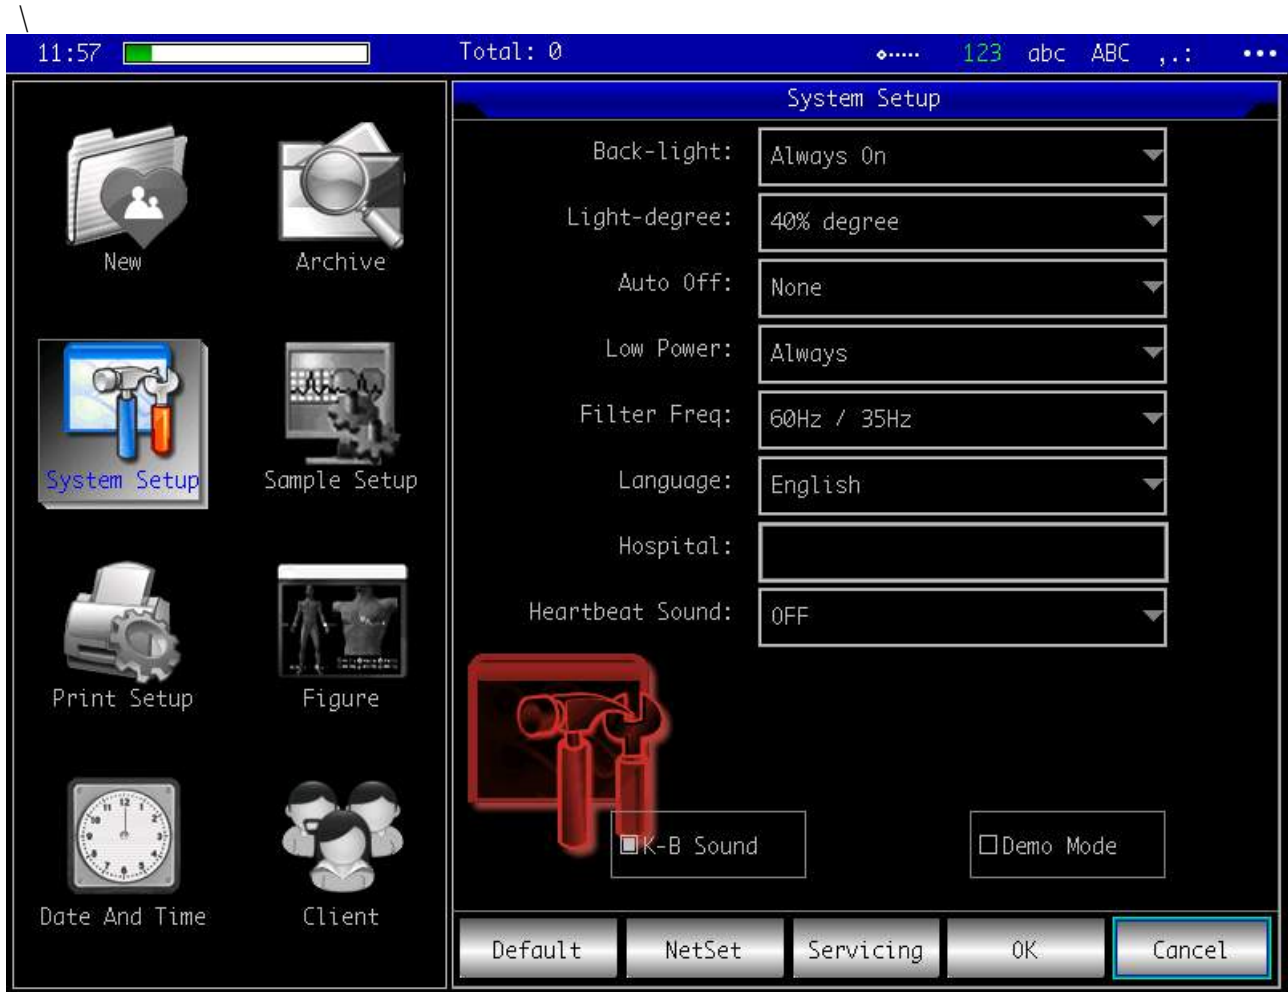 \
11:57 Total: 0 123 abc ABC ,.: •••
System Setup
Back-light: Always On
Light-degree: 40% degree
Auto Off: None
Low Power: Always
Filter Freq: 60Hz / 35Hz
Language: English
Hospital:
Heartbeat Sound: OFF
K-B Sound
Demo Mode
Default NetSet Servicing OK Cancel
New Archive
System Setup Sample Setup
Print Setup Figure
Date And Time Client